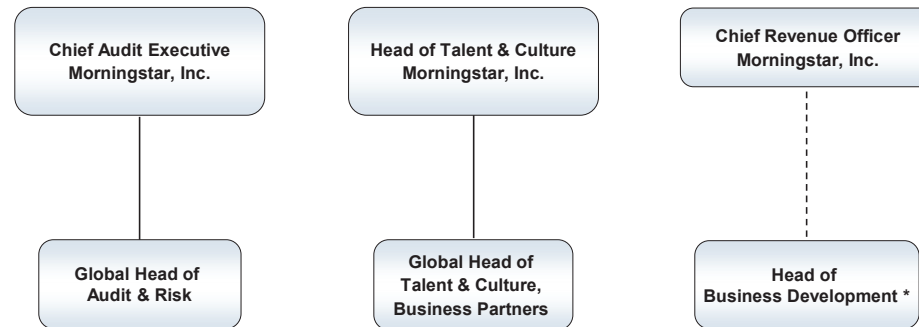 Chief Audit Executive
Morningstar, Inc.
Head of Talent & Culture
Morningstar, Inc.
Chief Revenue Officer
Morningstar, Inc.
Global Head of
Audit & Risk
Global Head of
Talent & Culture,
Business Partners
Head of
Business Development *